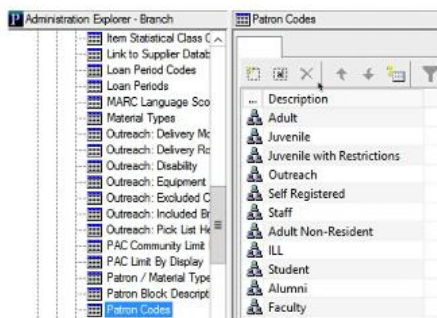 Administration Explorer - Branch
Item Statistical Class C
Link to Supplier Datab
Loan Period Codes
Loan Periods
MARC Language Sco
Material Types
Outreach: Delivery Mo
Outreach: Delivery Ro
Outreach: Disability
Outreach: Equipment
Outreach: Excluded C
Outreach: Included Br
Outreach: Pick List He
PAC Community Limit
PAC Limit By Display
Patron / Material Type
Patron Block Descript
Patron Codes
Patron Codes
... Description
Adult
Juvenile
Juvenile with Restrictions
Outreach
Self Registered
Staff
Adult Non-Resident
ILL
Student
Alumni
Faculty